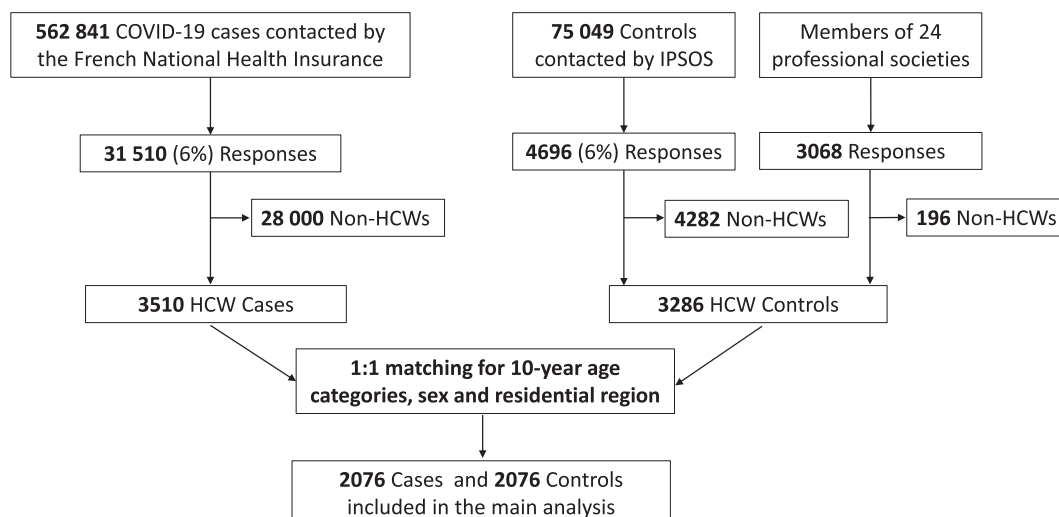 562 841 COVID-19 cases contacted by
the French National Health Insurance
75 049 Controls
contacted by IPSOS
Members of 24
professional societies
31 510 (6%) Responses
4696 (6%) Responses
3068 Responses
28 000 Non-HCWs
4282 Non-HCWs
196 Non-HCWs
3510 HCW Cases
3286 HCW Controls
1:1 matching for 10-year age
categories, sex and residential region
2076 Cases and 2076 Controls
included in the main analysis